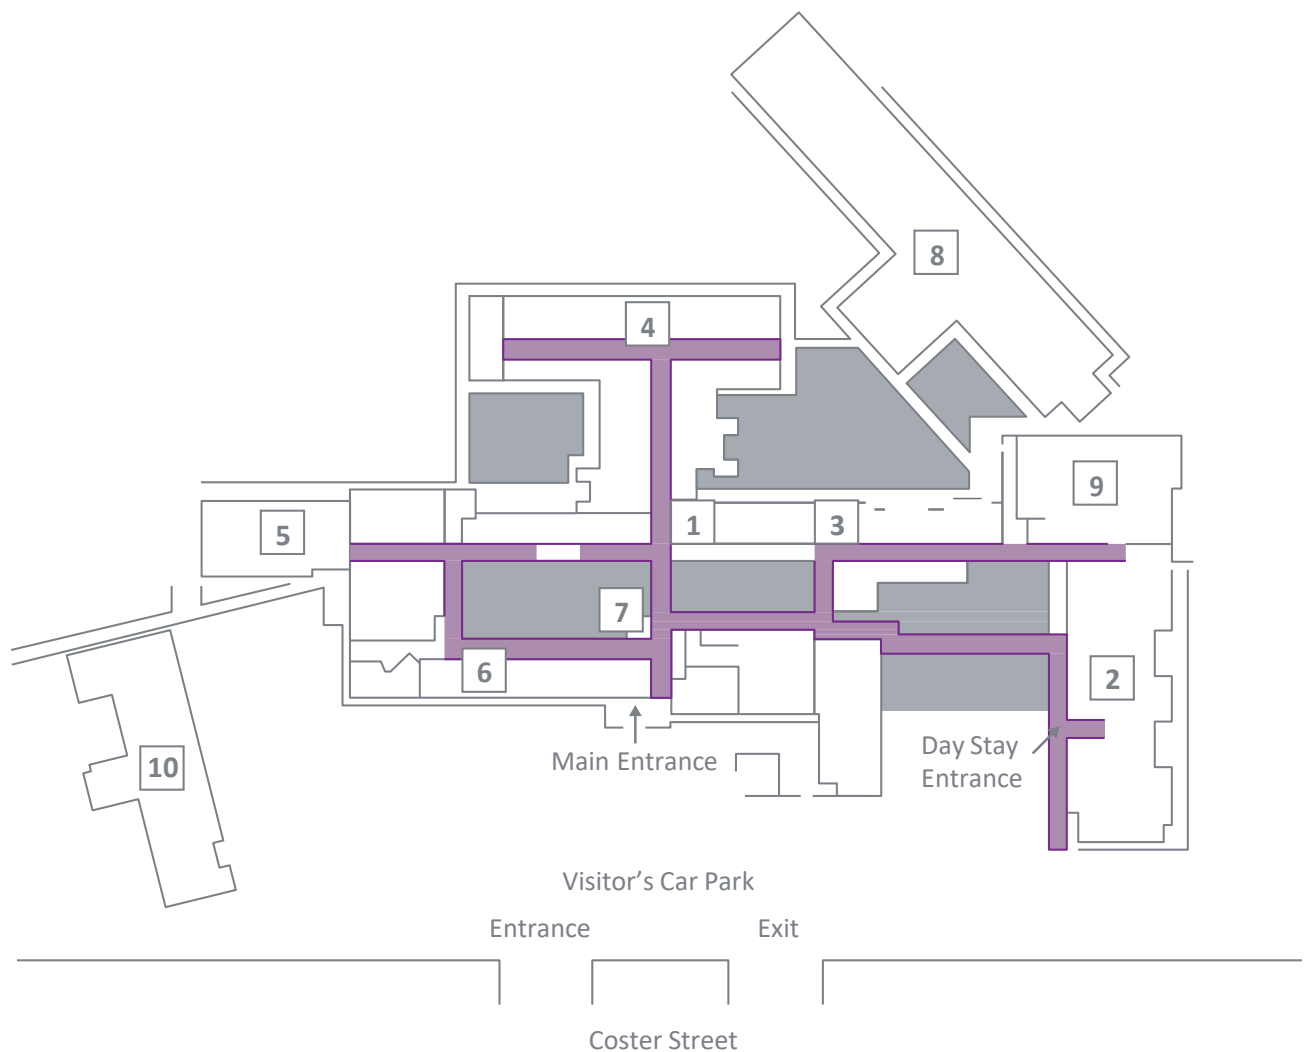 8
4
9
1
3
5
7
6
2
Day Stay
Entrance
Main Entrance
10
Visitor’s Car Park
Entrance
Exit
Coster Street